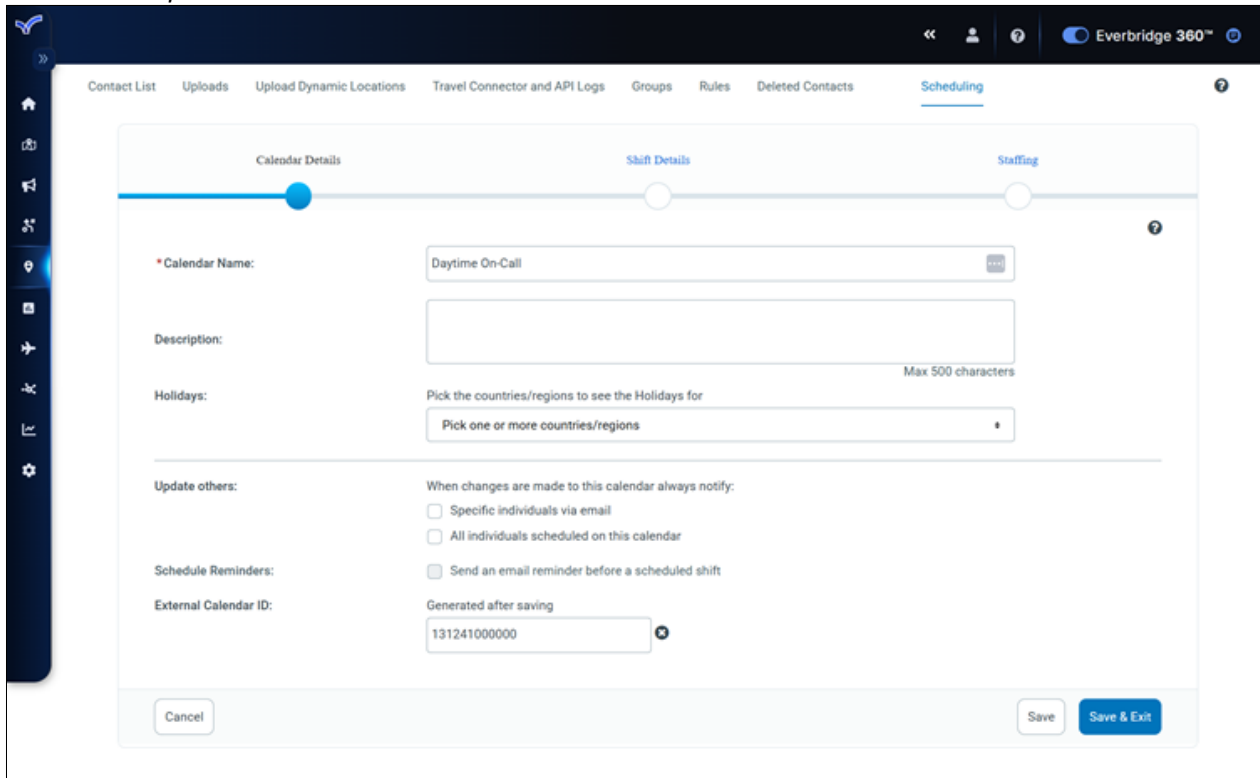 Everbridge 360™
Contact List Uploads Upload Dynamic Locations Travel Connector and API Logs Groups Rules Deleted Contacts Scheduling
Calendar Details Shift Details Staffing
*Calendar Name: Daytime On-Call
Description:
Max 500 characters
Holidays: Pick the countries/regions to see the Holidays for
Pick one or more countries/regions
Update others: When changes are made to this calendar always notify:
Specific individuals via email
All individuals scheduled on this calendar
Schedule Reminders: Send an email reminder before a scheduled shift
External Calendar ID: Generated after saving
131241000000
Cancel Save Save & Exit